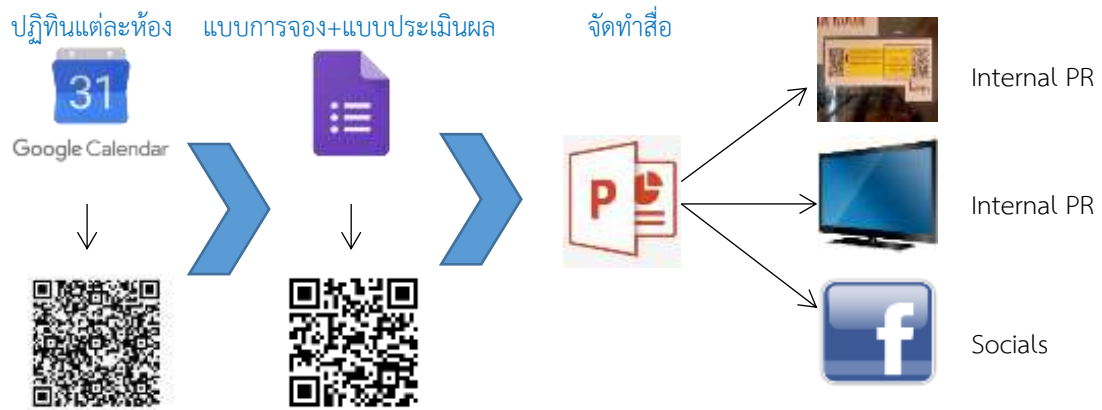 ปฏิทินแต่ละห้อง
แบบการจอง+แบบประเมินผล
จัดทำสื่อ
31
Google Calendar
P
Internal PR
Internal PR
f
Socials